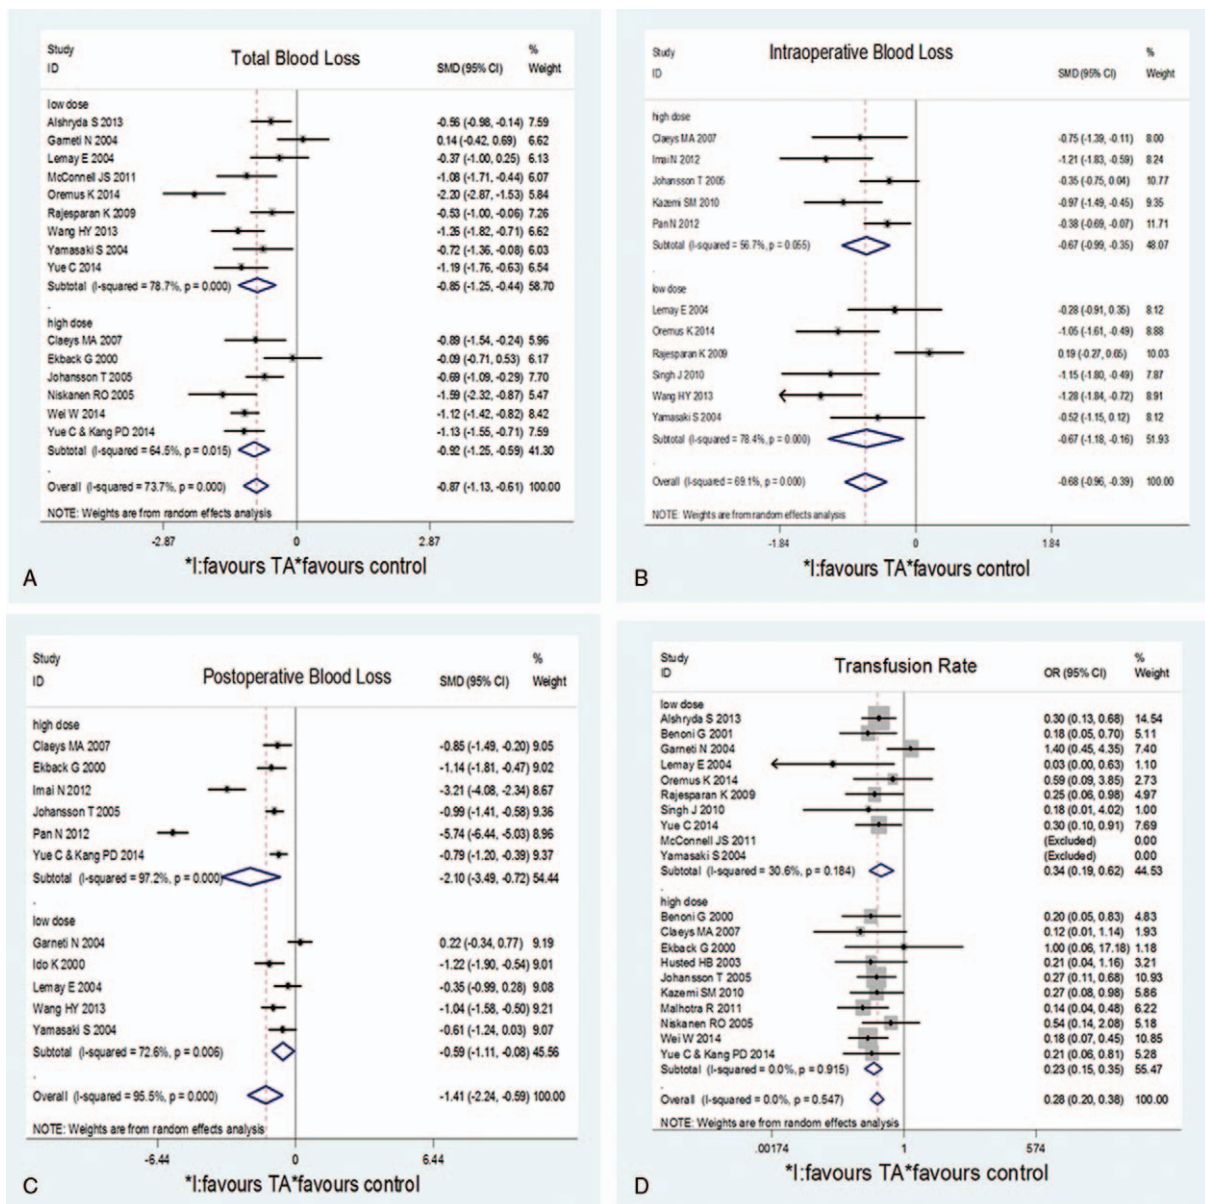 Study
Total Blood Loss
%
ID
SMD (95% CI)
Weight
low dose
Alshryda S 2013 -0.56 (-0.98, -0.14) 7.59
Garneti N 2004 0.14 (-0.42, 0.69) 6.62
Lemay E 2004 -0.37 (-1.00, 0.25) 6.13
McConnell JS 2011 -1.08 (-1.71, -0.44) 6.07
Oremus K 2014 -2.20 (-2.87, -1.53) 5.84
Rajesparan K 2009 -0.53 (-1.00, -0.06) 7.26
Wang HY 2013 -1.26 (-1.82, -0.71) 6.62
Yamasaki S 2004 -0.72 (-1.36, -0.08) 6.03
Yue C 2014 -1.19 (-1.76, -0.63) 6.54
Subtotal (I-squared = 78.7%, p = 0.000) -0.85 (-1.25, -0.44) 58.70
.
high dose
Claeys MA 2007 -0.89 (-1.54, -0.24) 5.96
Ekback G 2000 -0.09 (-0.71, 0.53) 6.17
Johansson T 2005 -0.69 (-1.09, -0.29) 7.70
Niskanen RO 2005 -1.59 (-2.32, -0.87) 5.47
Wei W 2014 -1.12 (-1.42, -0.82) 8.42
Yue C & Kang PD 2014 -1.13 (-1.55, -0.71) 7.59
Subtotal (I-squared = 64.5%, p = 0.015) -0.92 (-1.25, -0.59) 41.30
.
Overall (I-squared = 73.7%, p = 0.000) -0.87 (-1.13, -0.61) 100.00
NOTE: Weights are from random effects analysis
-2.87 0 2.87
*I:favours TA*favours control
A
Study
Intraoperative Blood Loss
%
ID
SMD (95% CI)
Weight
high dose
Claeys MA 2007 -0.75 (-1.39, -0.11) 8.00
Imai N 2012 -1.21 (-1.83, -0.59) 8.24
Johansson T 2005 -0.35 (-0.75, 0.04) 10.77
Kazemi SM 2010 -0.97 (-1.49, -0.45) 9.35
Pan N 2012 -0.38 (-0.69, -0.07) 11.71
Subtotal (I-squared = 56.7%, p = 0.055) -0.67 (-0.99, -0.35) 48.07
.
low dose
Lemay E 2004 -0.28 (-0.91, 0.35) 8.12
Oremus K 2014 -1.05 (-1.61, -0.49) 8.88
Rajesparan K 2009 0.19 (-0.27, 0.65) 10.03
Singh J 2010 -1.15 (-1.80, -0.49) 7.87
Wang HY 2013 -1.28 (-1.84, -0.72) 8.91
Yamasaki S 2004 -0.52 (-1.15, 0.12) 8.12
Subtotal (I-squared = 78.4%, p = 0.000) -0.67 (-1.18, -0.16) 51.93
.
Overall (I-squared = 69.1%, p = 0.000) -0.68 (-0.96, -0.39) 100.00
NOTE: Weights are from random effects analysis
-1.84 0 1.84
*I:favours TA*favours control
B
Study
%
ID
Postoperative Blood Loss
SMD (95% CI)
Weight
high dose
Claeys MA 2007 -0.85 (-1.49, -0.20) 9.05
Ekback G 2000 -1.14 (-1.81, -0.47) 9.02
Imai N 2012 -3.21 (-4.08, -2.34) 8.67
Johansson T 2005 -0.99 (-1.41, -0.58) 9.36
Pan N 2012 -5.74 (-6.44, -5.03) 8.96
Yue C & Kang PD 2014 -0.79 (-1.20, -0.39) 9.37
Subtotal (I-squared = 97.2%, p = 0.000) -2.10 (-3.49, -0.72) 54.44
.
low dose
Garneti N 2004 0.22 (-0.34, 0.77) 9.19
Ido K 2000 -1.22 (-1.90, -0.54) 9.01
Lemay E 2004 -0.35 (-0.99, 0.28) 9.08
Wang HY 2013 -1.04 (-1.58, -0.50) 9.21
Yamasaki S 2004 -0.61 (-1.24, 0.03) 9.07
Subtotal (I-squared = 72.6%, p = 0.006) -0.59 (-1.11, -0.08) 45.56
.
Overall (I-squared = 95.5%, p = 0.000) -1.41 (-2.24, -0.59) 100.00
NOTE: Weights are from random effects analysis
-6.44 0 6.44
*I:favours TA*favours control
C
Study
Transfusion Rate
%
ID
OR (95% CI)
Weight
low dose
Alshryda S 2013 0.30 (0.13, 0.68) 14.54
Benoni G 2001 0.18 (0.05, 0.70) 5.11
Garneti N 2004 1.40 (0.45, 4.35) 7.40
Lemay E 2004 0.03 (0.00, 0.63) 1.10
Oremus K 2014 0.59 (0.09, 3.85) 2.73
Rajesparan K 2009 0.25 (0.06, 0.98) 4.97
Singh J 2010 0.18 (0.01, 4.02) 1.00
Yue C 2014 0.30 (0.10, 0.91) 7.69
McConnell JS 2011 (Excluded) 0.00
Yamasaki S 2004 (Excluded) 0.00
Subtotal (I-squared = 30.6%, p = 0.184) 0.34 (0.19, 0.62) 44.53
.
high dose
Benoni G 2000 0.20 (0.05, 0.83) 4.83
Claeys MA 2007 0.12 (0.01, 1.14) 1.93
Ekback G 2000 1.00 (0.06, 17.18) 1.18
Husted HB 2003 0.21 (0.04, 1.16) 3.21
Johansson T 2005 0.27 (0.11, 0.68) 10.93
Kazemi SM 2010 0.27 (0.08, 0.98) 5.86
Malhotra R 2011 0.14 (0.04, 0.48) 6.22
Niskanen RO 2005 0.54 (0.14, 2.08) 5.18
Wei W 2014 0.18 (0.07, 0.45) 10.85
Yue C & Kang PD 2014 0.21 (0.06, 0.81) 5.28
Subtotal (I-squared = 0.0%, p = 0.915) 0.23 (0.15, 0.35) 55.47
.
Overall (I-squared = 0.0%, p = 0.547) 0.28 (0.20, 0.38) 100.00
NOTE: Weights are from random effects analysis
.00174 1 574
*I:favours TA*favours control
D